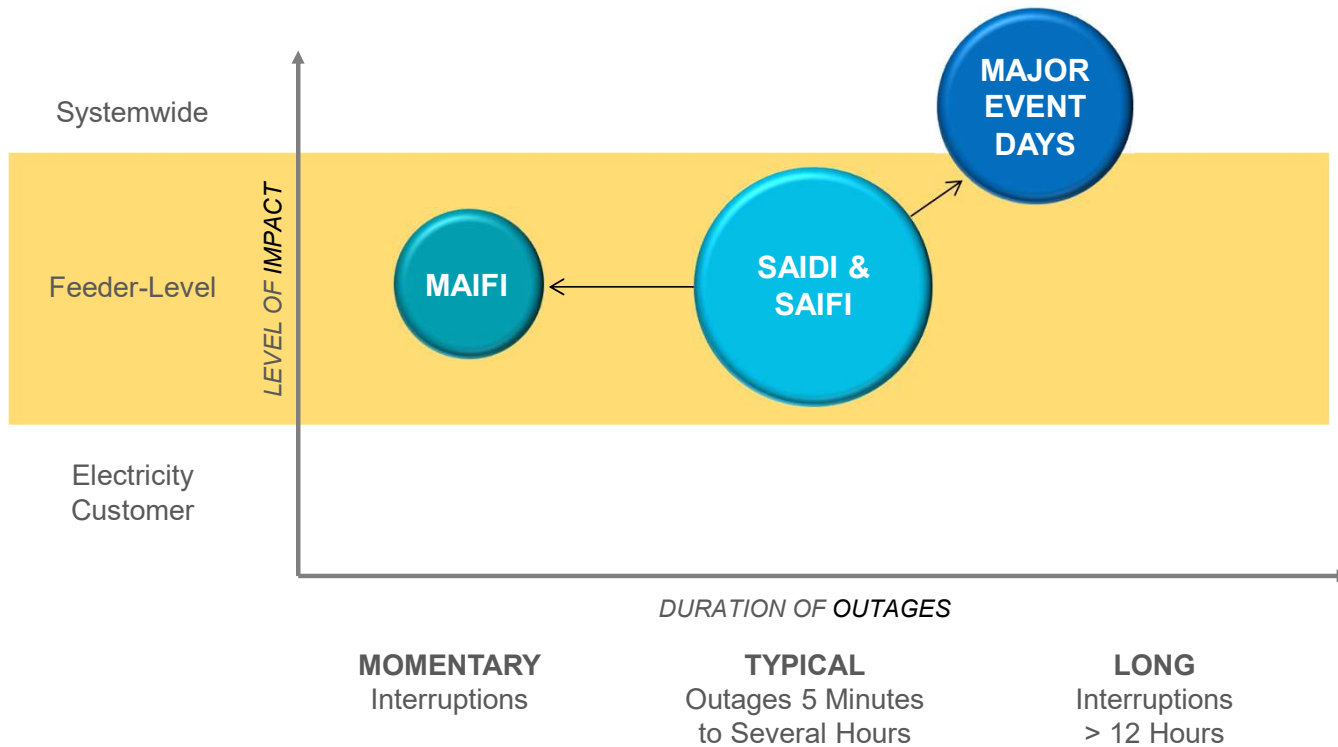 MAJOR
EVENT
DAYS
Systemwide
LEVEL OF IMPACT
Feeder-Level
MAIFI
SAIDI &
SAIFI
Electricity
Customer
DURATION OF OUTAGES
MOMENTARY
Interruptions
TYPICAL
Outages 5 Minutes
to Several Hours
LONG
Interruptions
> 12 Hours